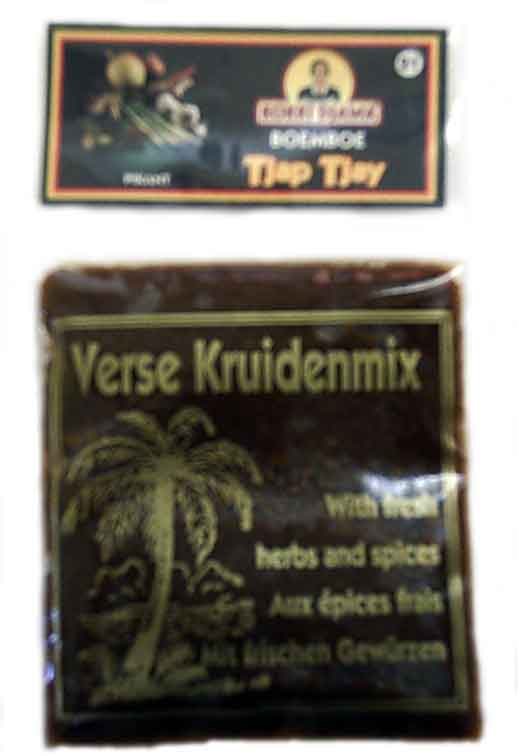 BOEMBOE
Tjap Tjay
Verse Kruidenmix
With fresh
herbs and spices
Aux épices frais
Mit frischen Gewürzen